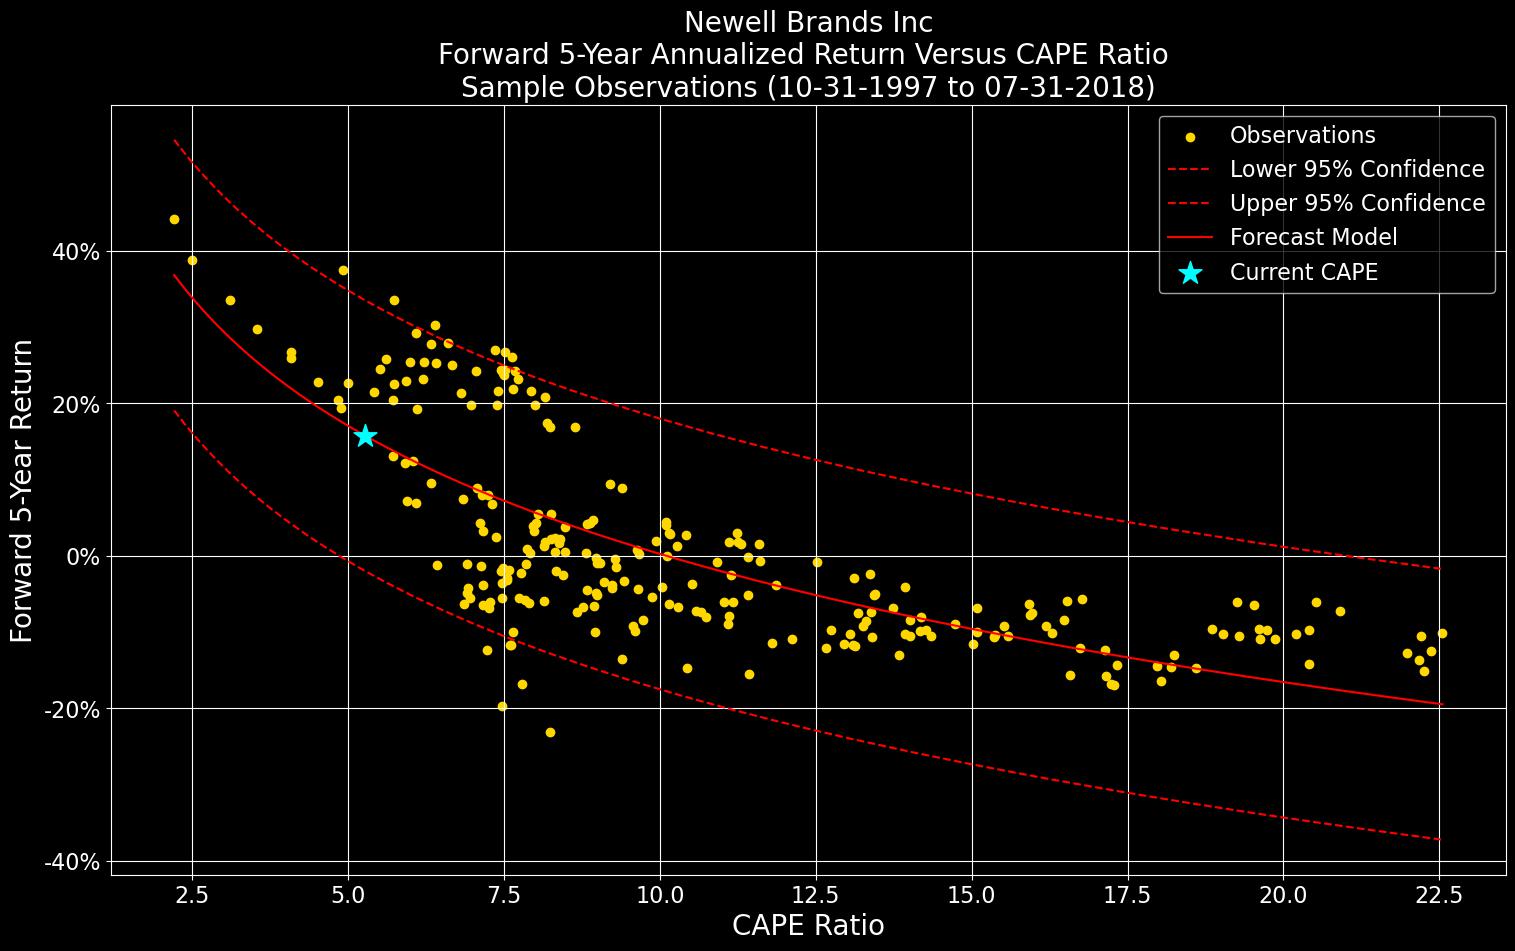 Newell Brands Inc
Forward 5-Year Annualized Return Versus CAPE Ratio
Sample Observations (10-31-1997 to 07-31-2018)
Observations
Lower 95% Confidence
Upper 95% Confidence
Forecast Model
Current CAPE
Forward 5-Year Return
40%
20%
0%
-20%
-40%
2.5 5.0 7.5 10.0 12.5 15.0 17.5 20.0 22.5
CAPE Ratio